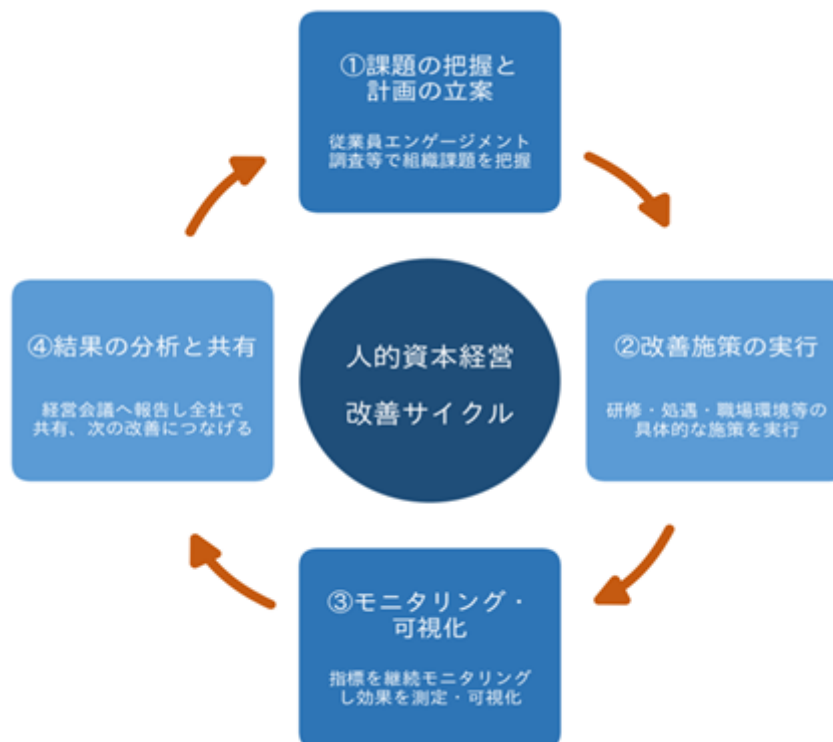 ①課題の把握と
計画の立案
従業員エンゲージメント
調査等で組織課題を把握
④結果の分析と共有
経営会議へ報告し全社で
共有、次の改善につなげる
人的資本経営
改善サイクル
②改善施策の実行
研修・処遇・職場環境等の
具体的な施策を実行
③モニタリング・
可視化
指標を継続モニタリング
し効果を測定・可視化